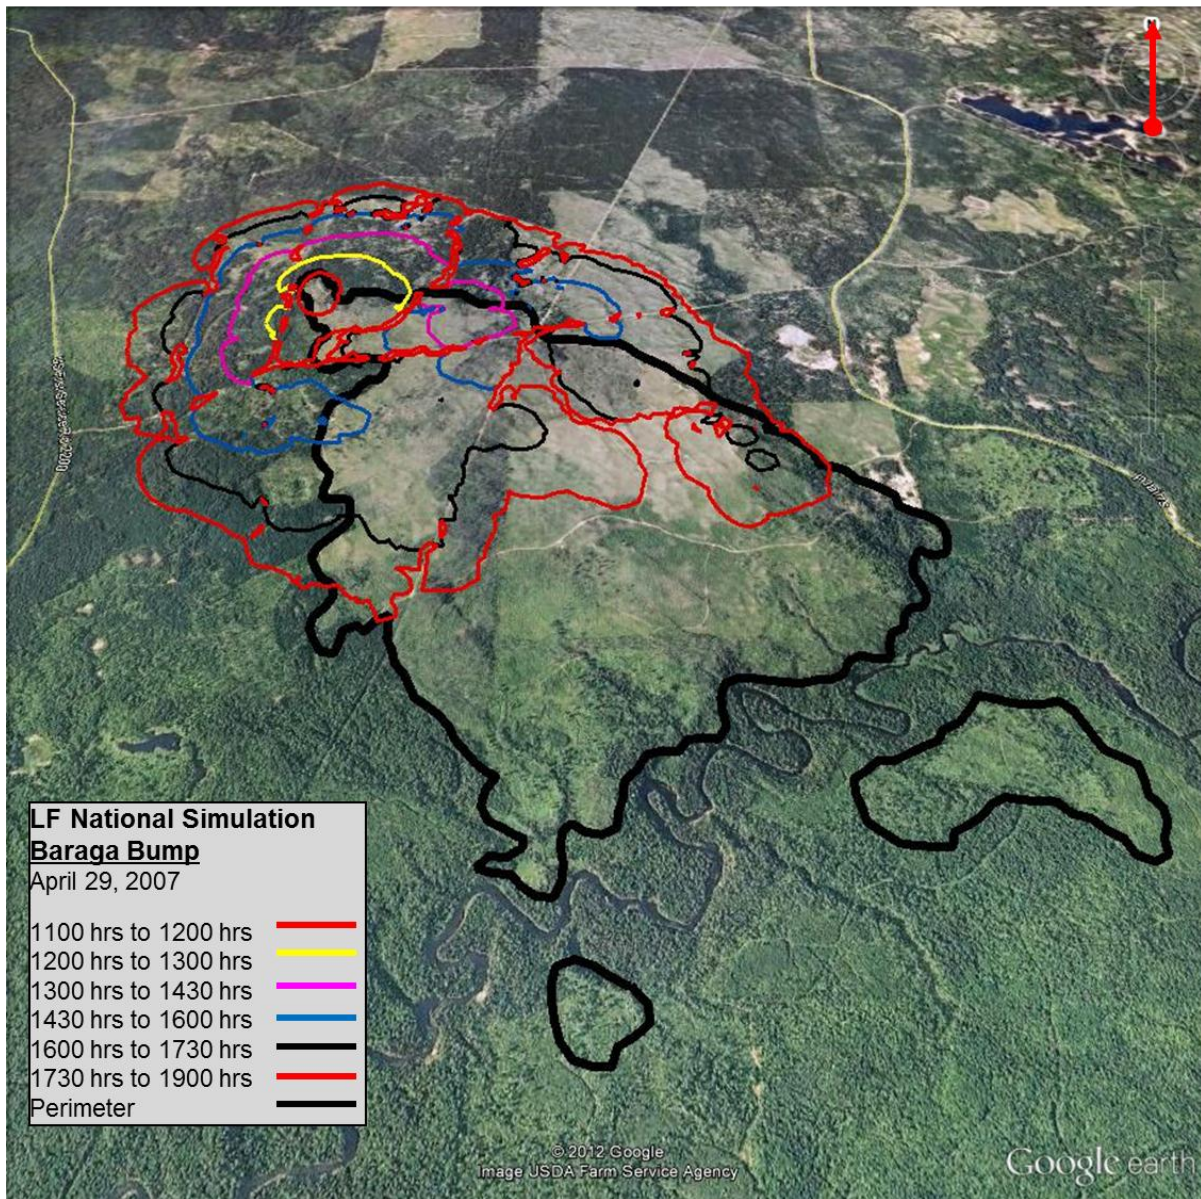 LF National Simulation
Baraga Bump
April 29, 2007
1100 hrs to 1200 hrs
1200 hrs to 1300 hrs
1300 hrs to 1430 hrs
1430 hrs to 1600 hrs
1600 hrs to 1730 hrs
1730 hrs to 1900 hrs
Perimeter
© 2012 Google
Image USDA Farm Service Agency
Google earth